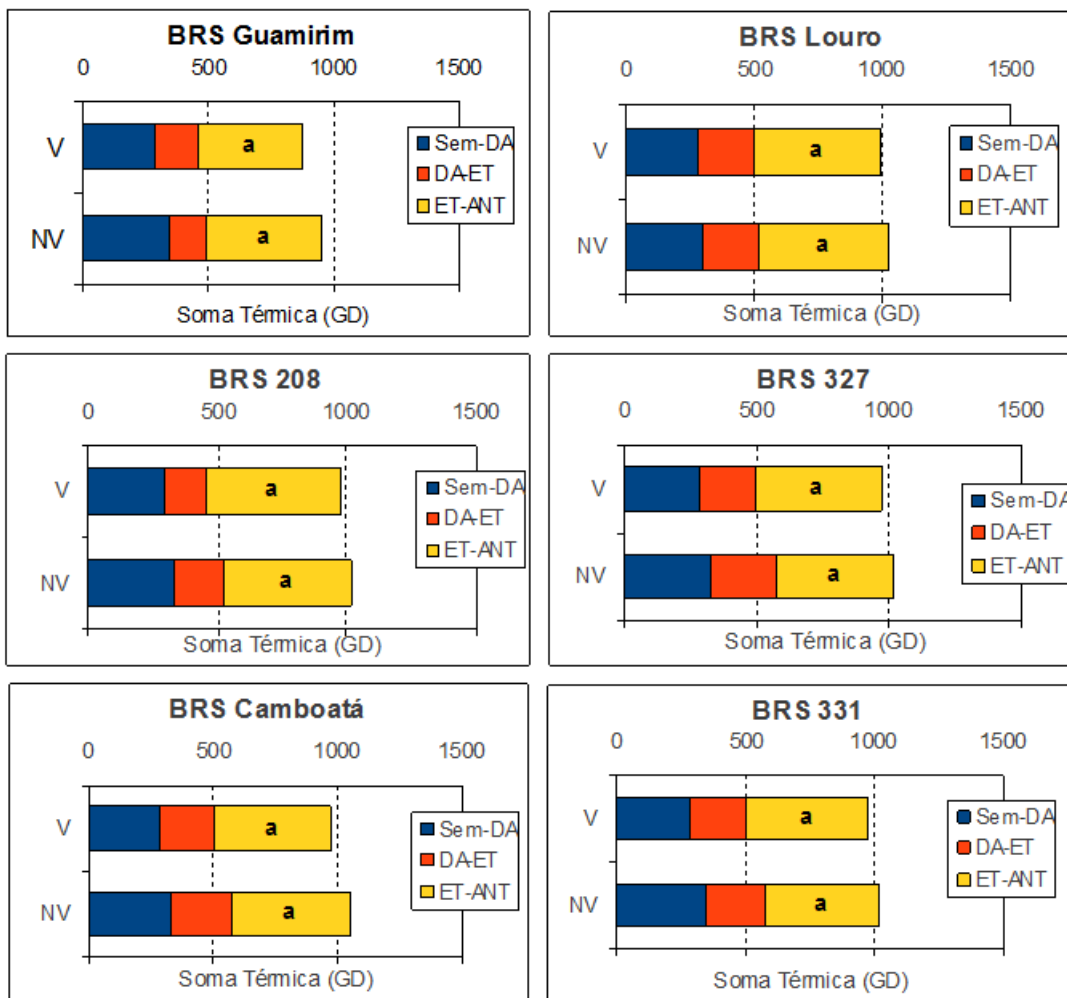 BRS Guamirim
0 500 1000 1500
V a
NV a
Sem-DA
DA-ET
ET-ANT
Soma Térmica (GD)
BRS Louro
0 500 1000 1500
V a
NV a
Sem-DA
DA-ET
ET-ANT
Soma Térmica (GD)
BRS 208
0 500 1000 1500
V a
NV a
Sem-DA
DA-ET
ET-ANT
Soma Térmica (GD)
BRS 327
0 500 1000 1500
V a
NV a
Sem-DA
DA-ET
ET-ANT
Soma Térmica (GD)
BRS Camboatá
0 500 1000 1500
V a
NV a
Sem-DA
DA-ET
ET-ANT
Soma Térmica (GD)
BRS 331
0 500 1000 1500
V a
NV a
Sem-DA
DA-ET
ET-ANT
Soma Térmica (GD)